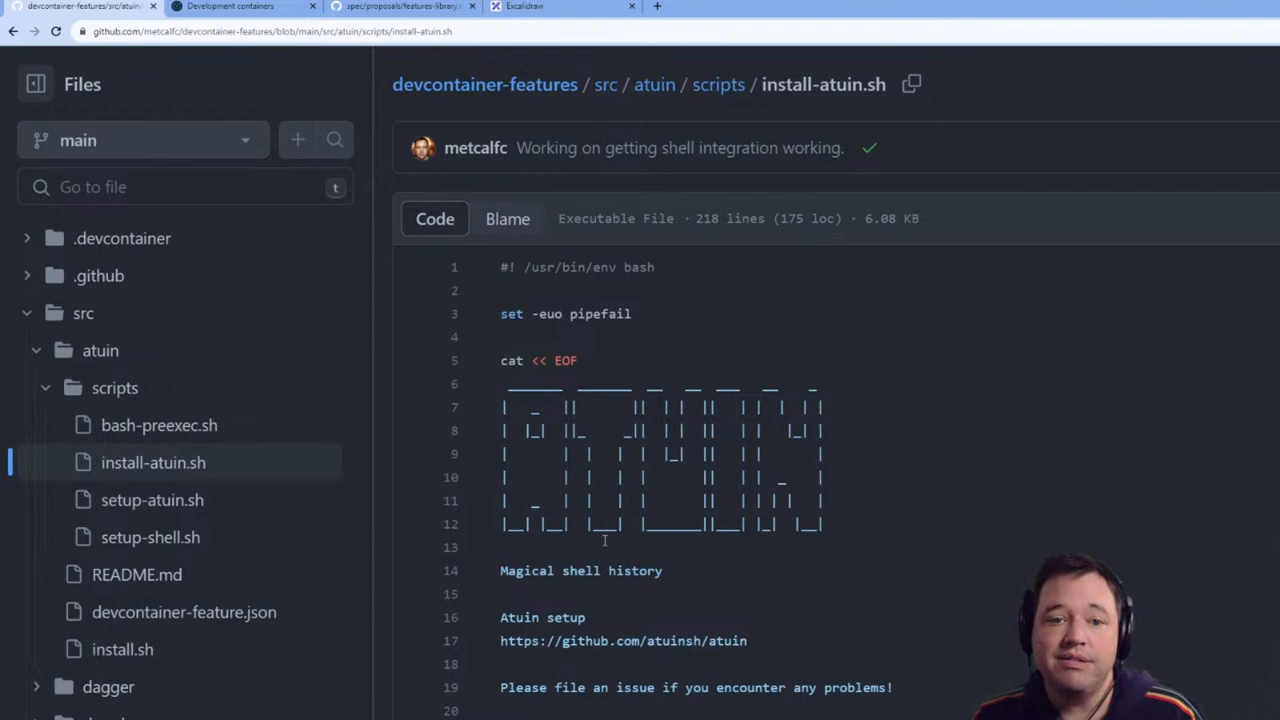 devcontainer-features/src/atuin/
Development containers
spec/proposals/features-library.
Excalidraw
github.com/metcalfc/devcontainer-features/blob/main/src/atuin/scripts/install-atuin.sh
Files
devcontainer-features / src / atuin / scripts / install-atuin.sh
main
metcalfc Working on getting shell integration working.
Go to file t
Code Blame Executable File · 218 lines (175 loc) · 6.08 KB
.devcontainer
.github
src
atuin
scripts
bash-preexec.sh
install-atuin.sh
setup-atuin.sh
setup-shell.sh
README.md
devcontainer-feature.json
install.sh
dagger
1 #! /usr/bin/env bash
2
3 set -euo pipefail
4
5 cat << EOF
6
7
8
9
10
11
12
13
14 Magical shell history
15
16 Atuin setup
17 https://github.com/atuinsh/atuin
18
19 Please file an issue if you encounter any problems!
20